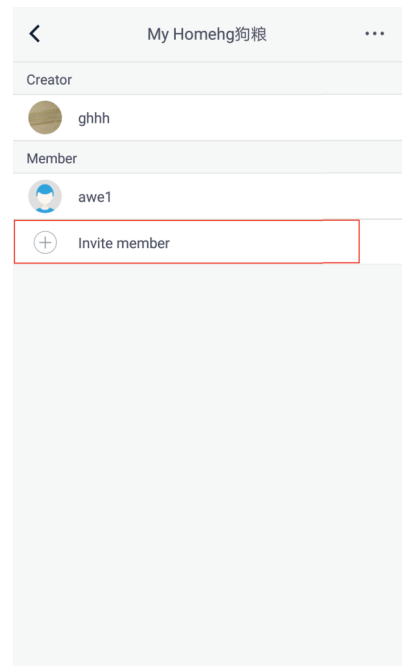 My Homehg狗粮
Creator
ghhh
Member
awe1
Invite member